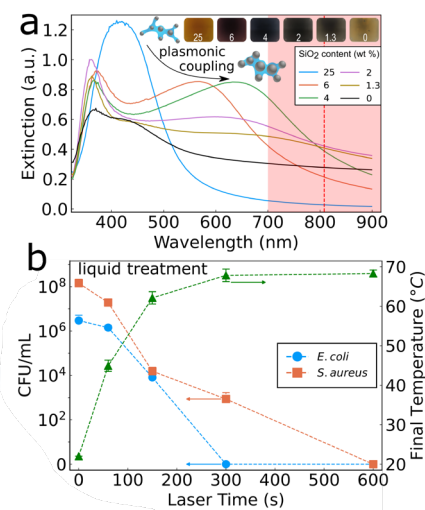 a
25 6 4 2 1.3 0
plasmonic
coupling
SiO2 content (wt %)
25 2
6 1.3
4 0
Extinction (a.u.)
1.2
1.0
0.8
0.6
0.4
0.2
0.0
300 400 500 600 700 800 900
Wavelength (nm)
b
liquid treatment
CFU/mL
10^8
10^6
10^4
10^2
0
E. coli
S. aureus
Final Temperature (°C)
70
60
50
40
30
20
0 100 200 300 400 500 600
Laser Time (s)